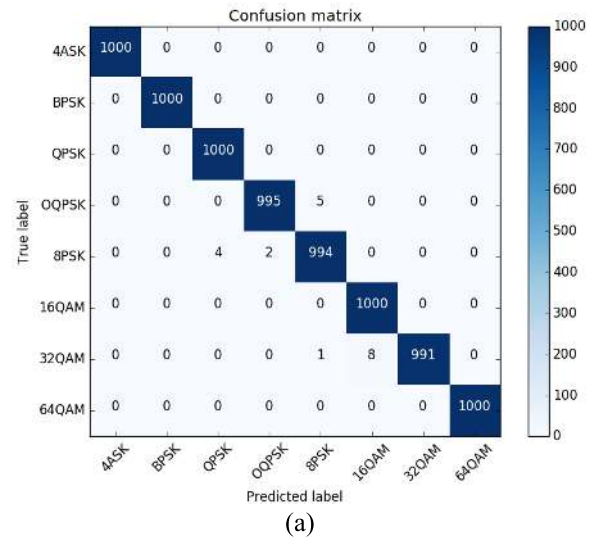 Confusion matrix
4ASK 1000 0 0 0 0 0 0 0
BPSK 0 1000 0 0 0 0 0 0
QPSK 0 0 1000 0 0 0 0 0
OQPSK 0 0 0 995 5 0 0 0
8PSK 0 0 4 2 994 0 0 0
16QAM 0 0 0 0 0 1000 0 0
32QAM 0 0 0 0 1 8 991 0
64QAM 0 0 0 0 0 0 0 1000
True label
4ASK BPSK QPSK OQPSK 8PSK 16QAM 32QAM 64QAM
Predicted label
1000
900
800
700
600
500
400
300
200
100
0
(a)